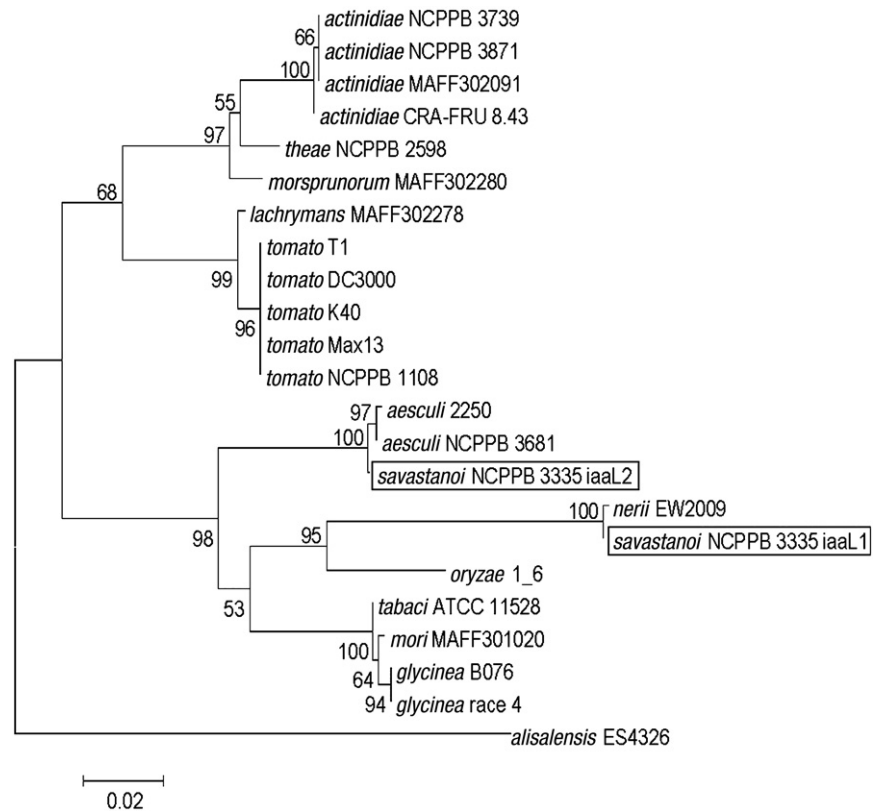 actinidiae NCPPB 3739
66
actinidiae NCPPB 3871
100
actinidiae MAFF302091
55
actinidiae CRA-FRU 8.43
97
theae NCPPB 2598
morsprunorum MAFF302280
68
lachrymans MAFF302278
tomato T1
99
tomato DC3000
tomato K40
96
tomato Max13
tomato NCPPB 1108
97
aesculi 2250
100
aesculi NCPPB 3681
savastanoi NCPPB 3335 iaaL2
100
nerii EW2009
98
95
savastanoi NCPPB 3335 iaaL1
oryzae 1_6
53
tabaci ATCC 11528
100
mori MAFF301020
64
glycinea B076
94
glycinea race 4
alisalensis ES4326
0.02